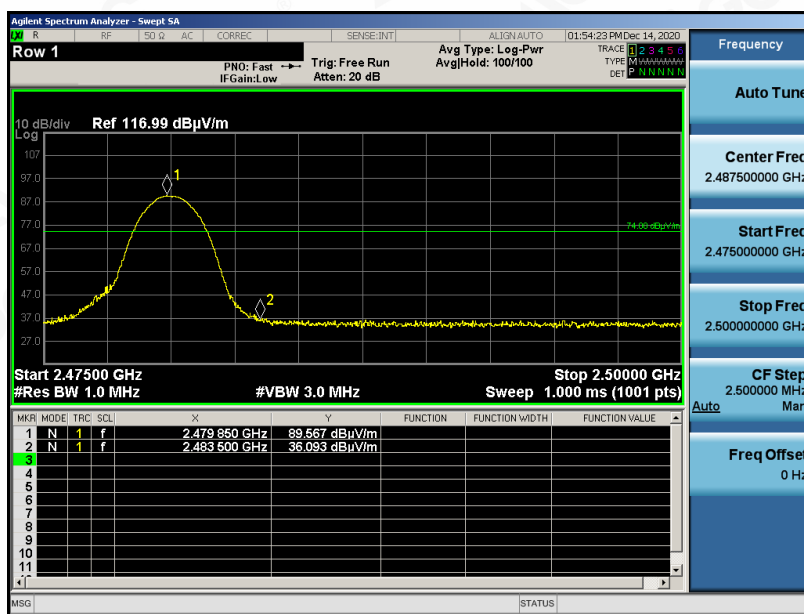 Agilent Spectrum Analyzer - Swept SA
LXI R RF 50 Ω AC CORREC SENSE:INT ALIGN AUTO 01:54:23 PM Dec 14, 2020
Row 1
PNO: Fast
IFGain:Low
Trig: Free Run
Atten: 20 dB
Avg Type: Log-Pwr
Avg|Hold: 100/100
TRACE 1 2 3 4 5 6
TYPE M
DET P N N N N N
10 dB/div Ref 116.99 dBµV/m
Log
107
97.0
87.0
77.0
67.0
57.0
47.0
37.0
27.0
1
2
74.00 dBµV/m
Start 2.47500 GHz Stop 2.50000 GHz
#Res BW 1.0 MHz #VBW 3.0 MHz Sweep 1.000 ms (1001 pts)
MKR MODE TRC SCL X Y FUNCTION FUNCTION WIDTH FUNCTION VALUE
1 N 1 f 2.479 850 GHz 89.567 dBµV/m
2 N 1 f 2.483 500 GHz 36.093 dBµV/m
3
4
5
6
7
8
9
10
11
MSG STATUS
Frequency
Auto Tune
Center Freq
2.487500000 GHz
Start Freq
2.475000000 GHz
Stop Freq
2.500000000 GHz
CF Step
2.500000 MHz
Auto Man
Freq Offset
0 Hz